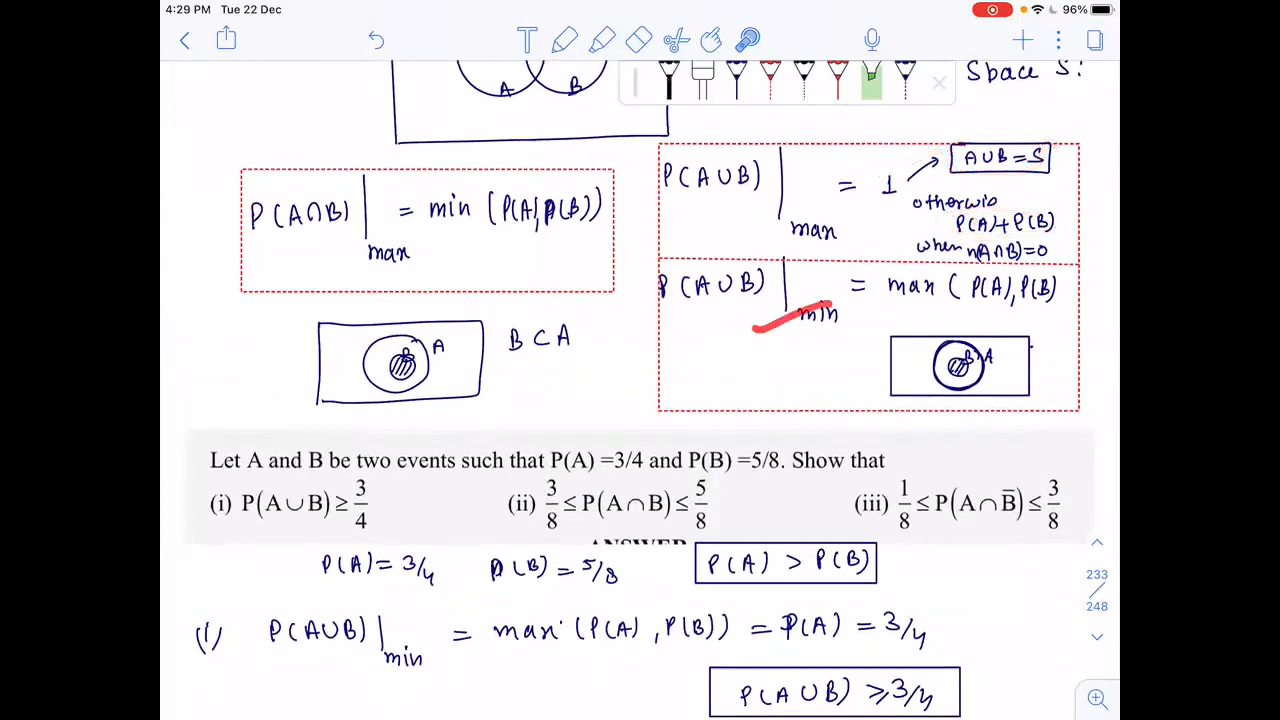 4:29 PM Tue 22 Dec
96%
A B
Space S:
P(A∩B)| max = min (P(A), P(B))
P(A∪B)| max = 1 → A∪B = S
otherwis
P(A)+P(B)
when n(A∩B)=0
P(A∪B)| min = max (P(A), P(B)
B A
B ⊂ A
B A
Let A and B be two events such that P(A) =3/4 and P(B) =5/8. Show that
(i) P(A∪B) ≥ 3/4 (ii) 3/8 ≤ P(A∩B) ≤ 5/8 (iii) 1/8 ≤ P(A∩B̄) ≤ 3/8
ANSWER
P(A) = 3/4 P(B) = 5/8 P(A) > P(B)
233
/
248
(i) P(A∪B)| min = max (P(A), P(B)) = P(A) = 3/4
P(A∪B) ≥ 3/4